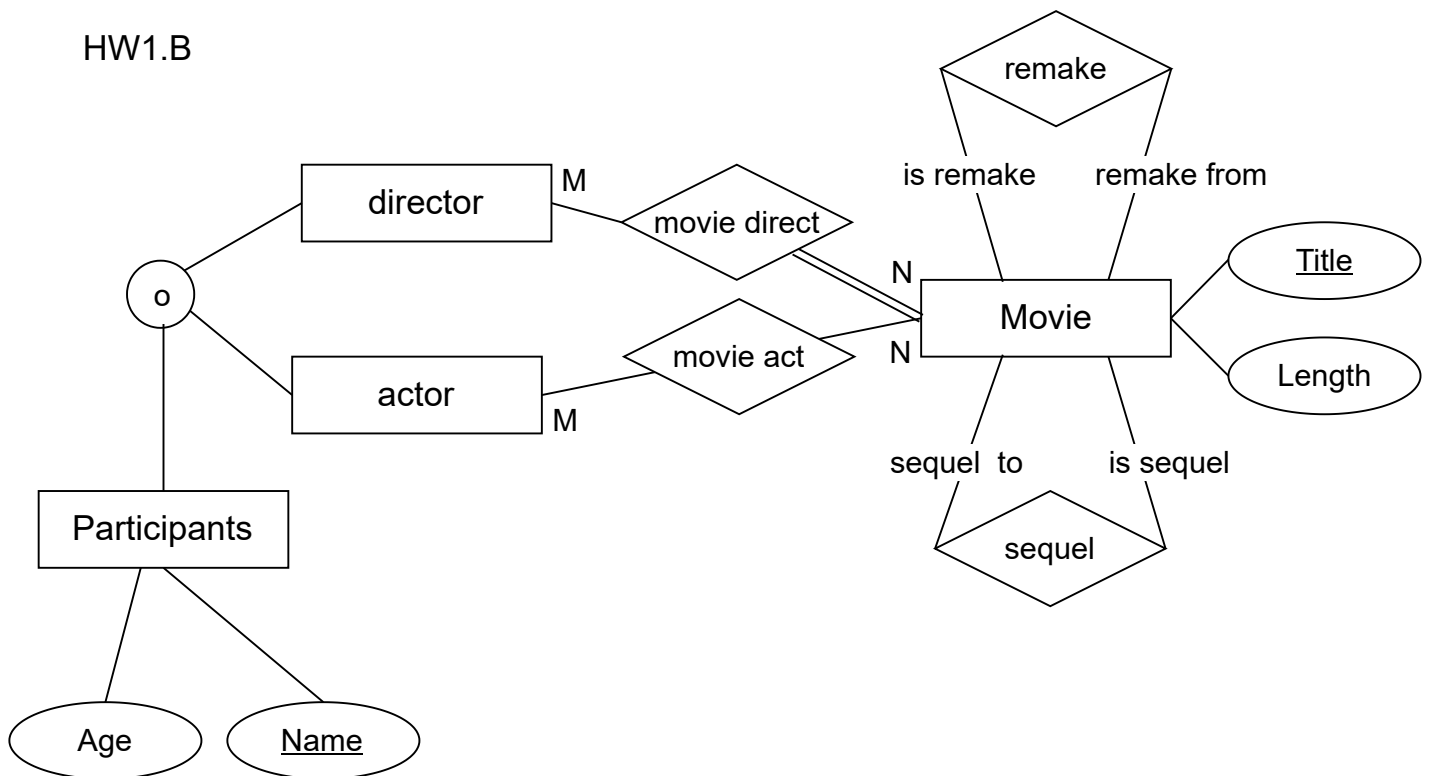 HW1.B
remake
is remake
remake from
director
M
movie direct
N
Title
o
Movie
movie act
N
Length
actor
M
sequel to
is sequel
Participants
sequel
Age
Name